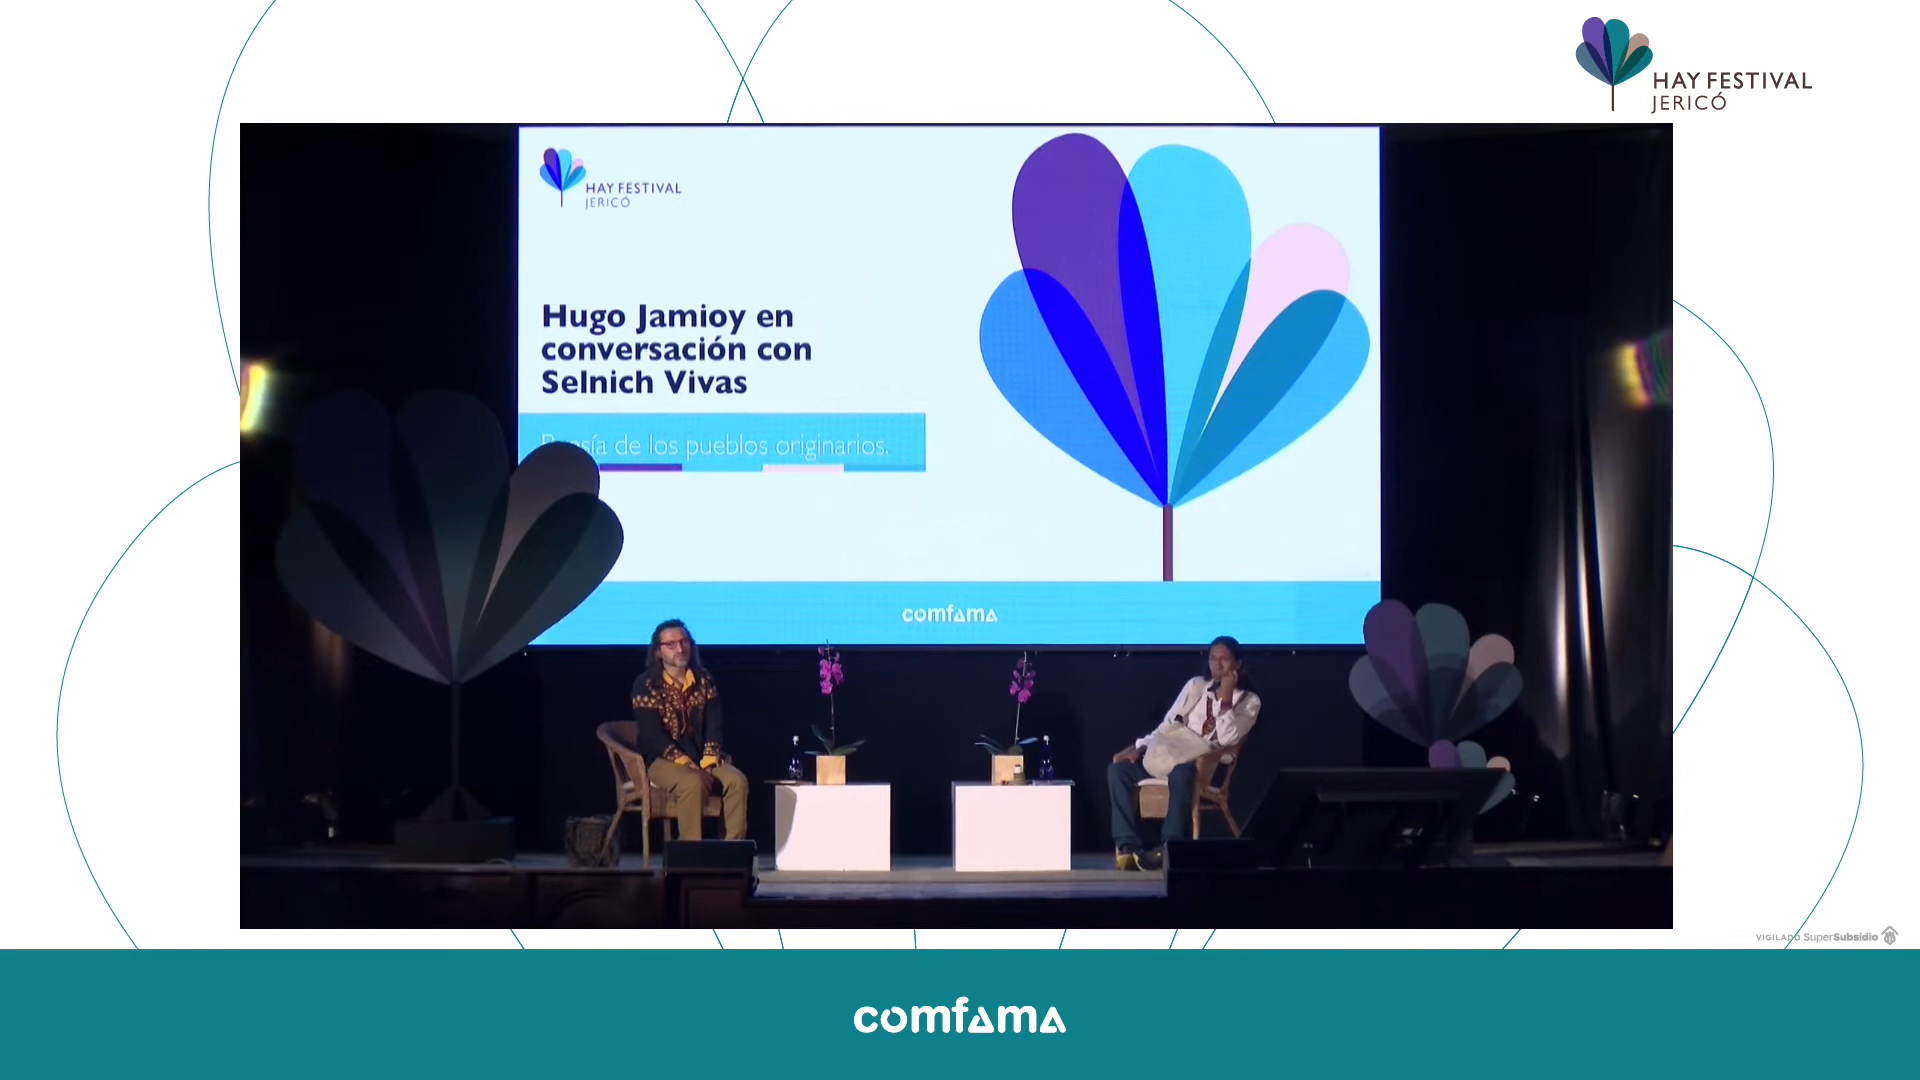 HAY FESTIVAL
JERICÓ
HAY FESTIVAL
JERICÓ
Hugo Jamioy en
conversación con
Selnich Vivas
de los pueblos originarios.
comfama
VIGILADO SuperSubsidio
comfama